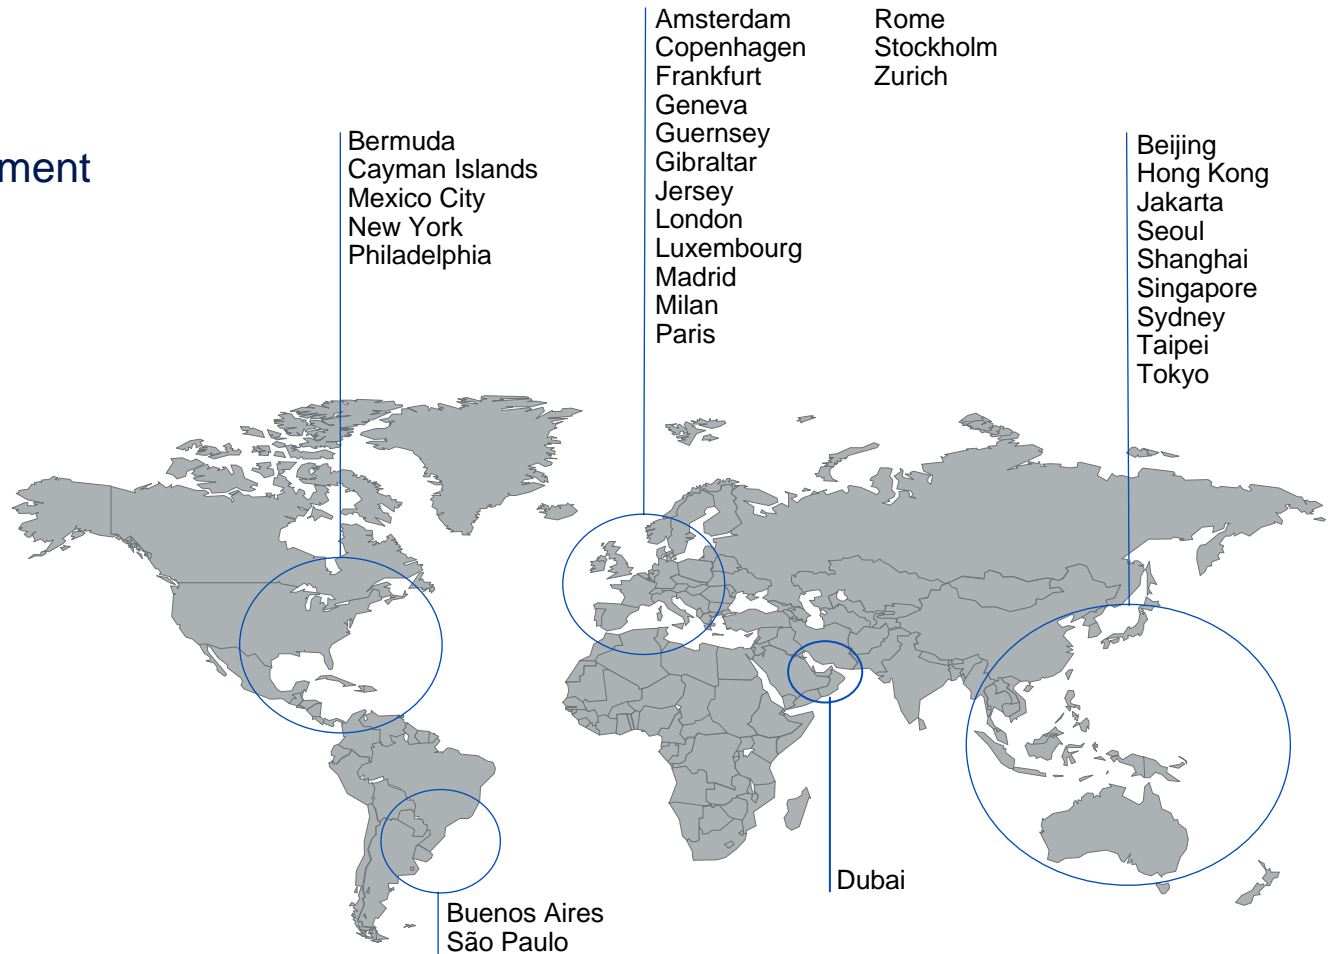 ment
Bermuda
Cayman Islands
Mexico City
New York
Philadelphia
Amsterdam
Copenhagen
Frankfurt
Geneva
Guernsey
Gibraltar
Jersey
London
Luxembourg
Madrid
Milan
Paris
Rome
Stockholm
Zurich
Beijing
Hong Kong
Jakarta
Seoul
Shanghai
Singapore
Sydney
Taipei
Tokyo
Dubai
Buenos Aires
São Paulo